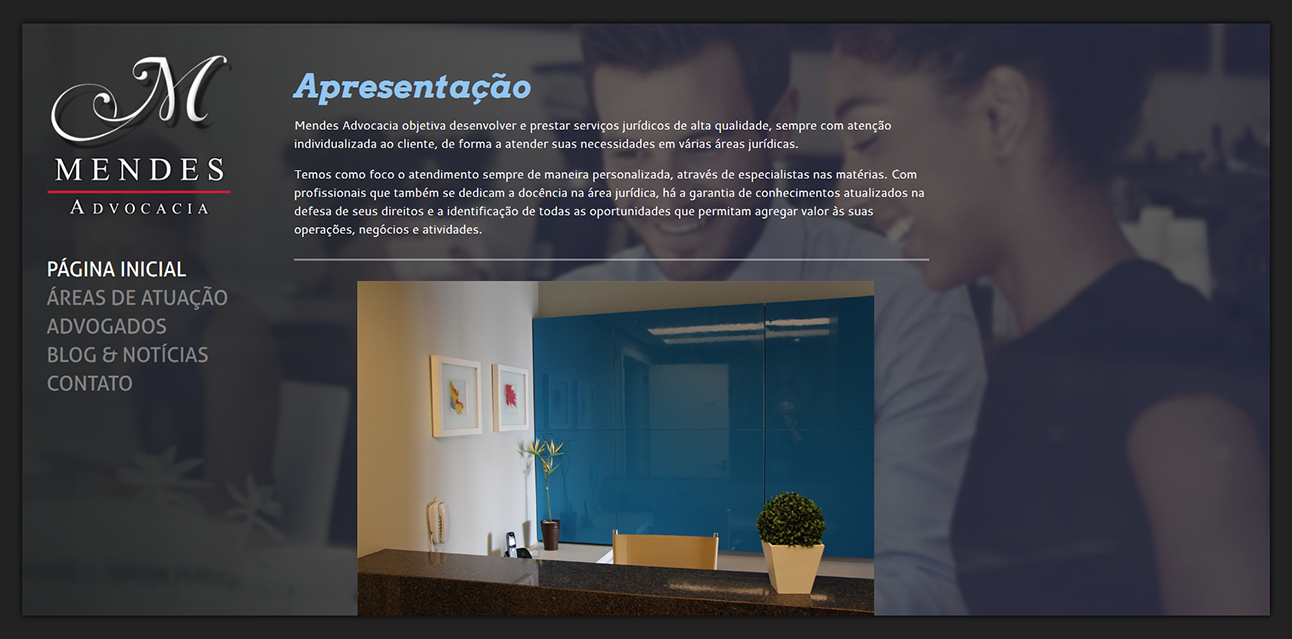 M
MENDES
ADVOCACIA
PÁGINA INICIAL
ÁREAS DE ATUAÇÃO
ADVOGADOS
BLOG & NOTÍCIAS
CONTATO
Apresentação
Mendes Advocacia objetiva desenvolver e prestar serviços jurídicos de alta qualidade, sempre com atenção
individualizada ao cliente, de forma a atender suas necessidades em várias áreas jurídicas.
Temos como foco o atendimento sempre de maneira personalizada, através de especialistas nas matérias. Com
profissionais que também se dedicam a docência na área jurídica, há a garantia de conhecimentos atualizados na
defesa de seus direitos e a identificação de todas as oportunidades que permitam agregar valor às suas
operações, negócios e atividades.